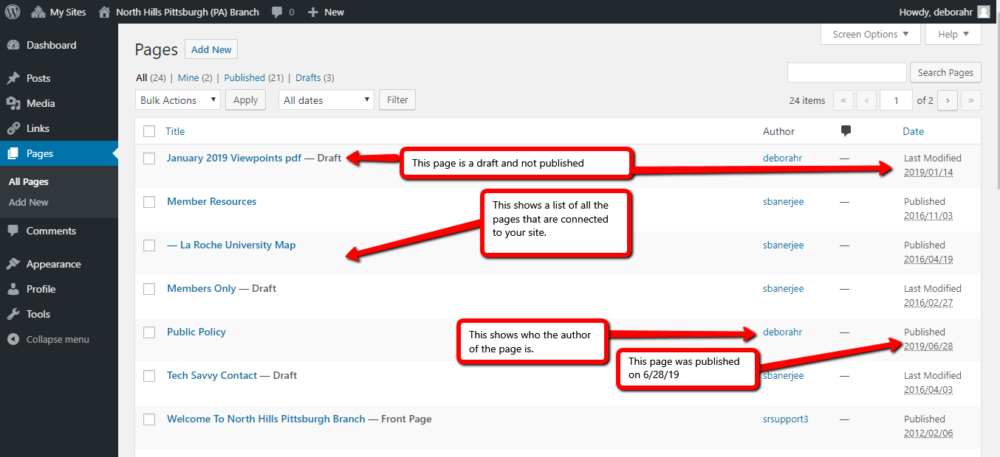 My Sites North Hills Pittsburgh (PA) Branch 0 New Howdy, deborahr
Screen Options Help
Dashboard
Posts
Media
Links
Pages
All Pages
Add New
Comments
Appearance
Profile
Tools
Collapse menu
Pages Add New
All (24) | Mine (2) | Published (21) | Drafts (3)
Search Pages
Bulk Actions Apply All dates Filter 24 items « ‹ 1 of 2 › »
Title Author Date
January 2019 Viewpoints pdf — Draft deborahr — Last Modified
2019/01/14
This page is a draft and not published
Member Resources sbanerjee — Published
2016/11/03
This shows a list of all the
pages that are connected
to your site.
— La Roche University Map sbanerjee — Published
2016/04/19
Members Only — Draft sbanerjee — Last Modified
2016/02/27
Public Policy deborahr — Published
2019/06/28
This shows who the author
of the page is.
This page was published
on 6/28/19
Tech Savvy Contact — Draft sbanerjee — Last Modified
2016/04/03
Welcome To North Hills Pittsburgh Branch — Front Page srsupport3 — Published
2012/02/06